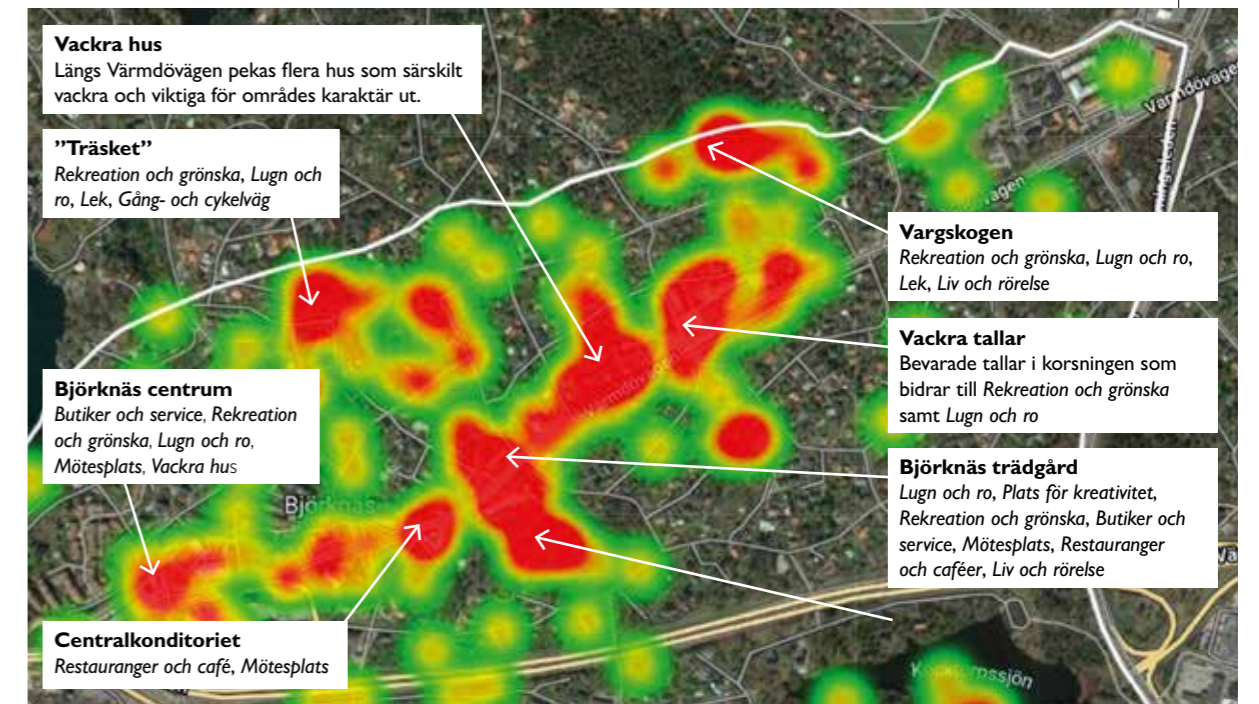 Vackra hus
Längs Värmdövägen pekas flera hus som särskilt
vackra och viktiga för områdes karaktär ut.
”Träsket”
Rekreation och grönska, Lugn och
ro, Lek, Gång- och cykelväg
Värmdövägen
Vargskogen
Rekreation och grönska, Lugn och ro,
Lek, Liv och rörelse
Vackra tallar
Bevarade tallar i korsningen som
bidrar till Rekreation och grönska
samt Lugn och ro
Björknäs centrum
Butiker och service, Rekreation
och grönska, Lugn och ro,
Mötesplats, Vackra hus
Björknäs trädgård
Lugn och ro, Plats för kreativitet,
Rekreation och grönska, Butiker och
service, Mötesplats, Restauranger
och caféer, Liv och rörelse
Björknäs
Centralkonditoriet
Restauranger och café, Mötesplats